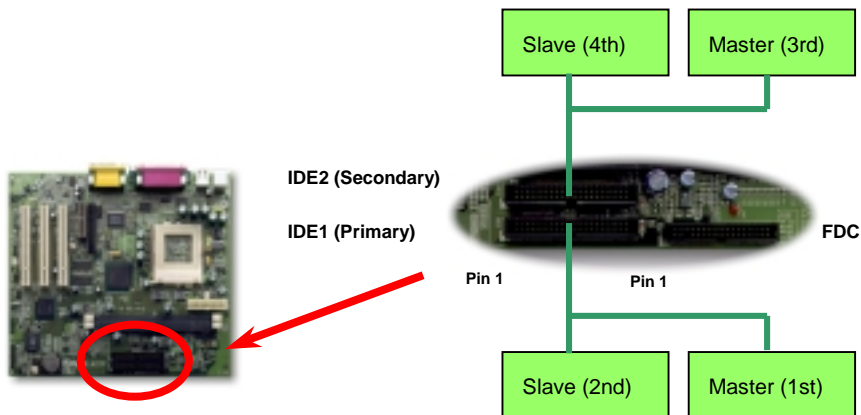 Slave (4th) Master (3rd)
IDE2 (Secondary)
IDE1 (Primary)
FDC
Pin 1 Pin 1
Slave (2nd) Master (1st)